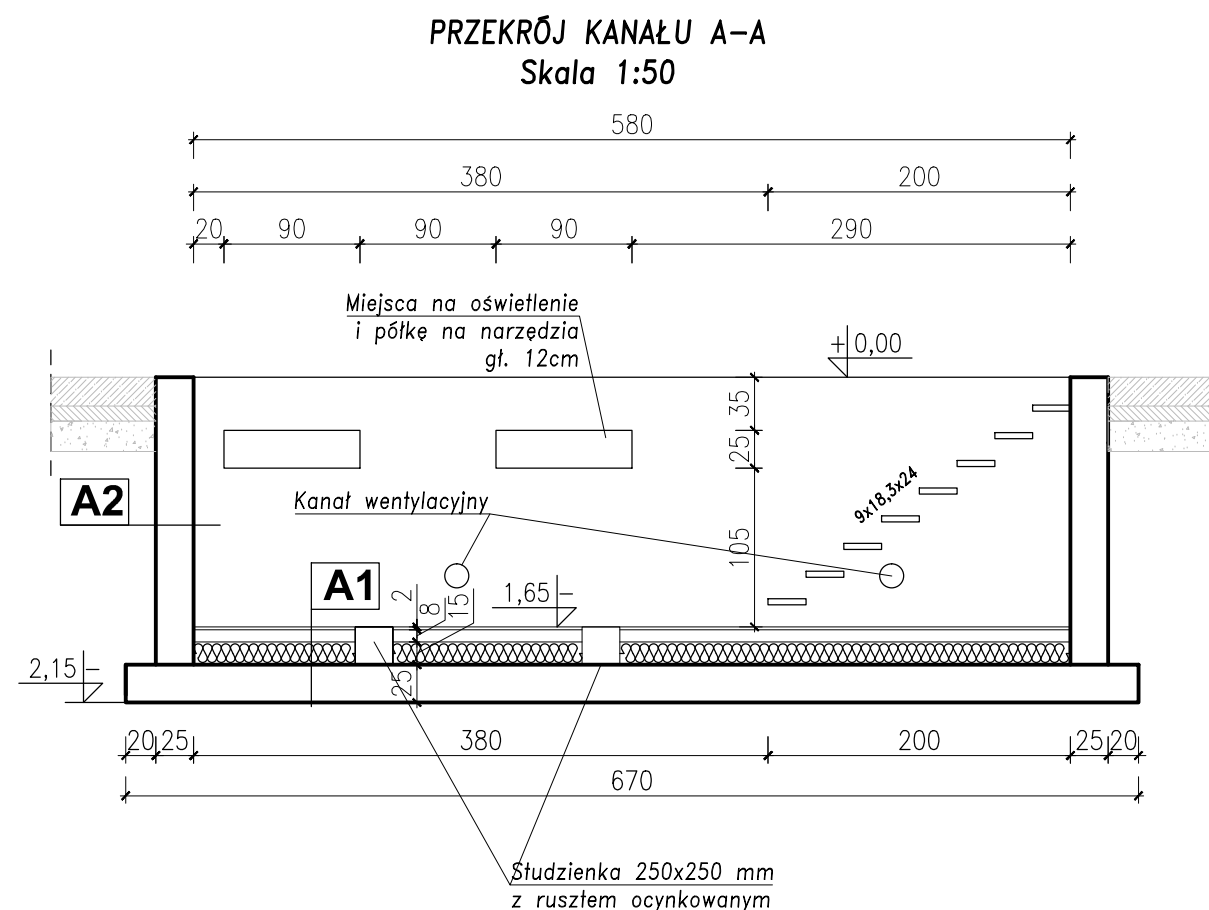 PRZEKRÓJ KANAŁU A-A
Skala 1:50
580
380 200
20 90 90 90 290
Miejsca na oświetlenie
i półkę na narzędzia
gł. 12cm
+0,00
35
25
105
A2
Kanał wentylacyjny
9x18,3x24
A1
2
8
15
25
1,65 -
2,15 -
20 25 380 200 25 20
670
Studzienka 250x250 mm
z rusztem ocynkowanym